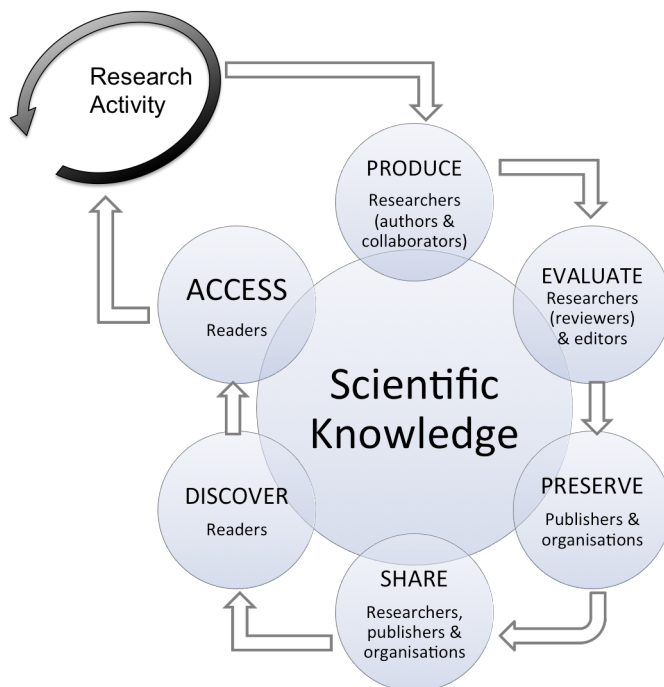 Research
Activity
PRODUCE
Researchers
(authors &
collaborators)
EVALUATE
Researchers
(reviewers)
& editors
PRESERVE
Publishers &
organisations
SHARE
Researchers,
publishers &
organisations
DISCOVER
Readers
ACCESS
Readers
Scientific
Knowledge